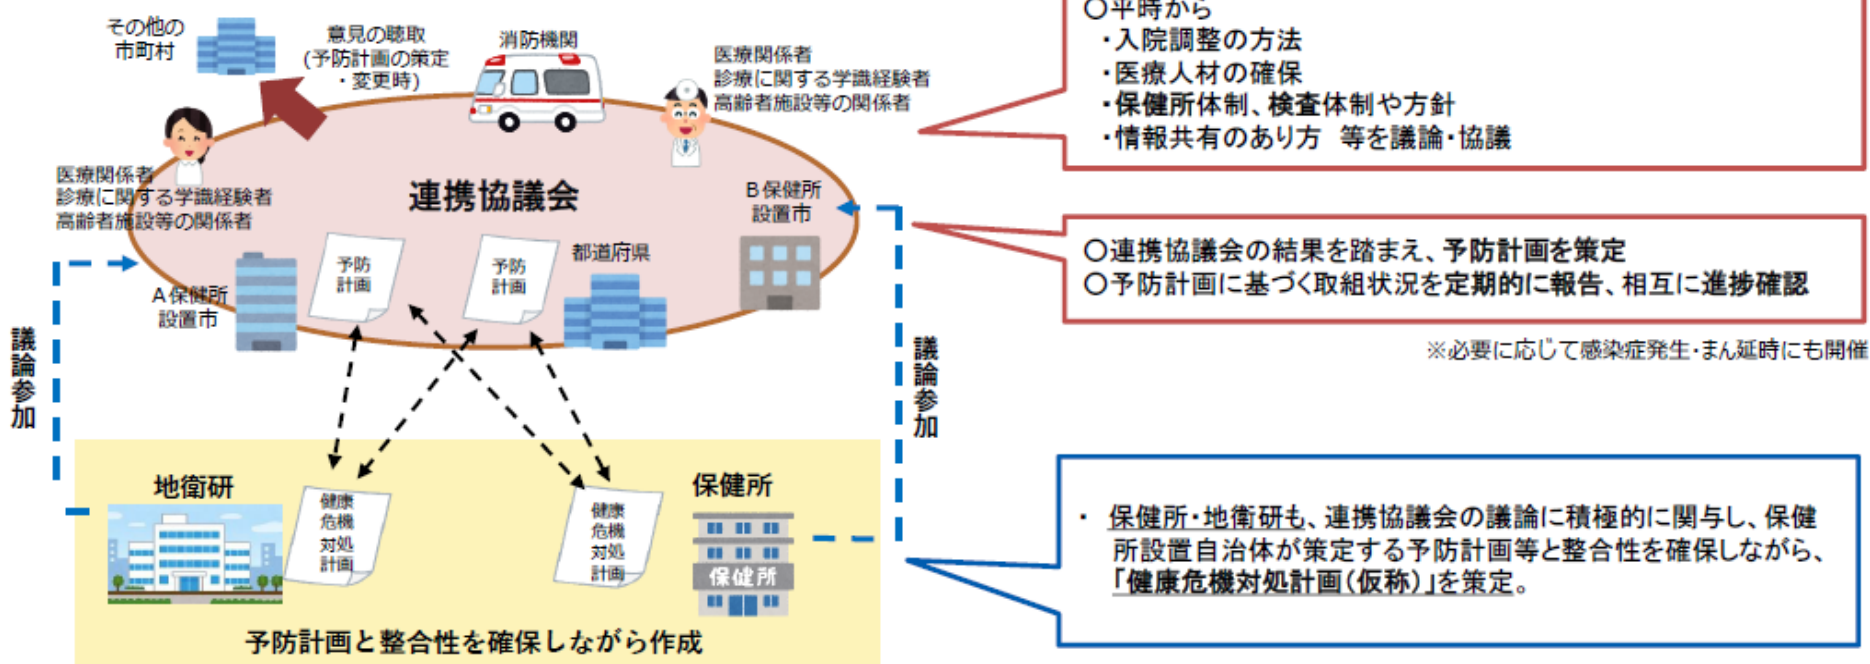 その他の
市町村
意見の聴取
(予防計画の策定
・変更時)
消防機関
医療関係者
診療に関する学識経験者
高齢者施設等の関係者
医療関係者
診療に関する学識経験者
高齢者施設等の関係者
連携協議会
B保健所
設置市
都道府県
予防
計画
予防
計画
A保健所
設置市
議論参加
議論参加
地衛研
健康
危機
対処
計画
健康
危機
対処
計画
保健所
保健所
予防計画と整合性を確保しながら作成
〇平時から
・入院調整の方法
・医療人材の確保
・保健所体制、検査体制や方針
・情報共有のあり方 等を議論・協議
〇連携協議会の結果を踏まえ、予防計画を策定
〇予防計画に基づく取組状況を定期的に報告、相互に進捗確認
※必要に応じて感染症発生・まん延時にも開催
・ 保健所・地衛研も、連携協議会の議論に積極的に関与し、保健
所設置自治体が策定する予防計画等と整合性を確保しながら、
「健康危機対処計画(仮称)」を策定。